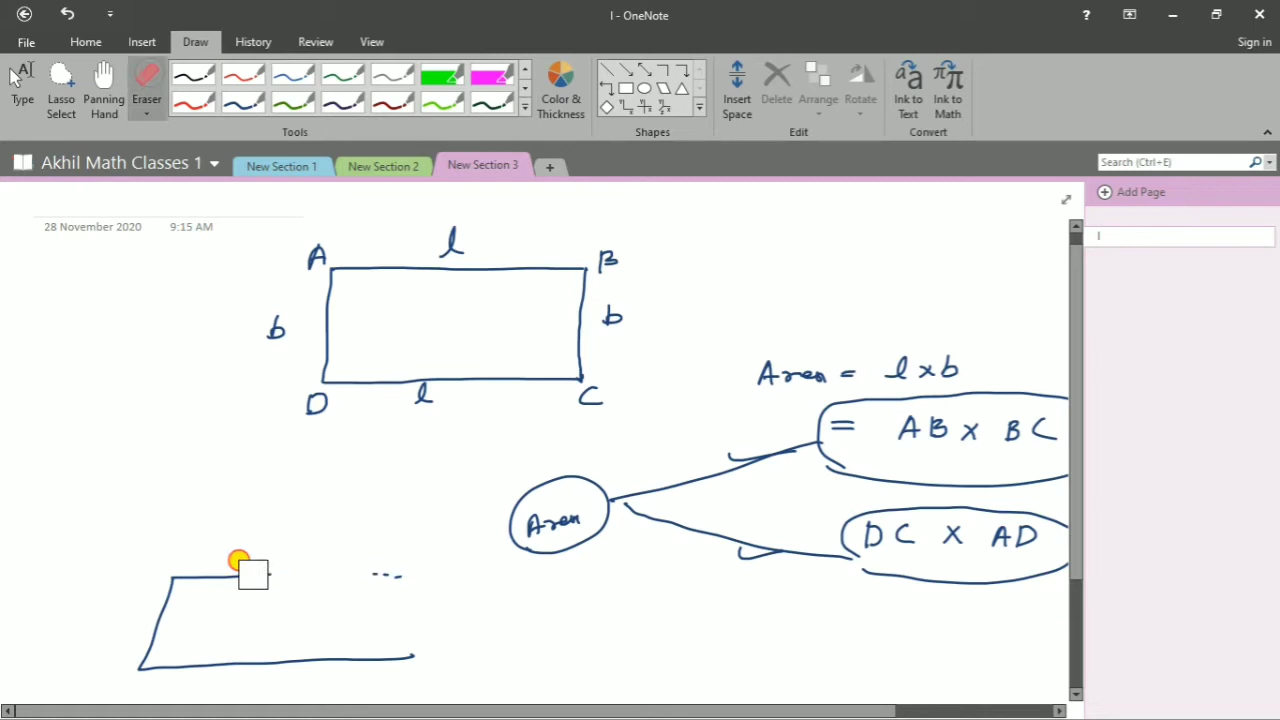 I - OneNote
?
File Home Insert Draw History Review View
Sign in
Type
Lasso Select
Panning Hand
Eraser
Color & Thickness
Insert Space
Delete
Arrange
Rotate
Ink to Text
Ink to Math
Tools
Shapes
Edit
Convert
Akhil Math Classes 1
New Section 1
New Section 2
New Section 3
Search (Ctrl+E)
Add Page
I
28 November 2020 9:15 AM
A l B
b b
D l C
Area = l x b
= AB x BC
Area
DC x AD